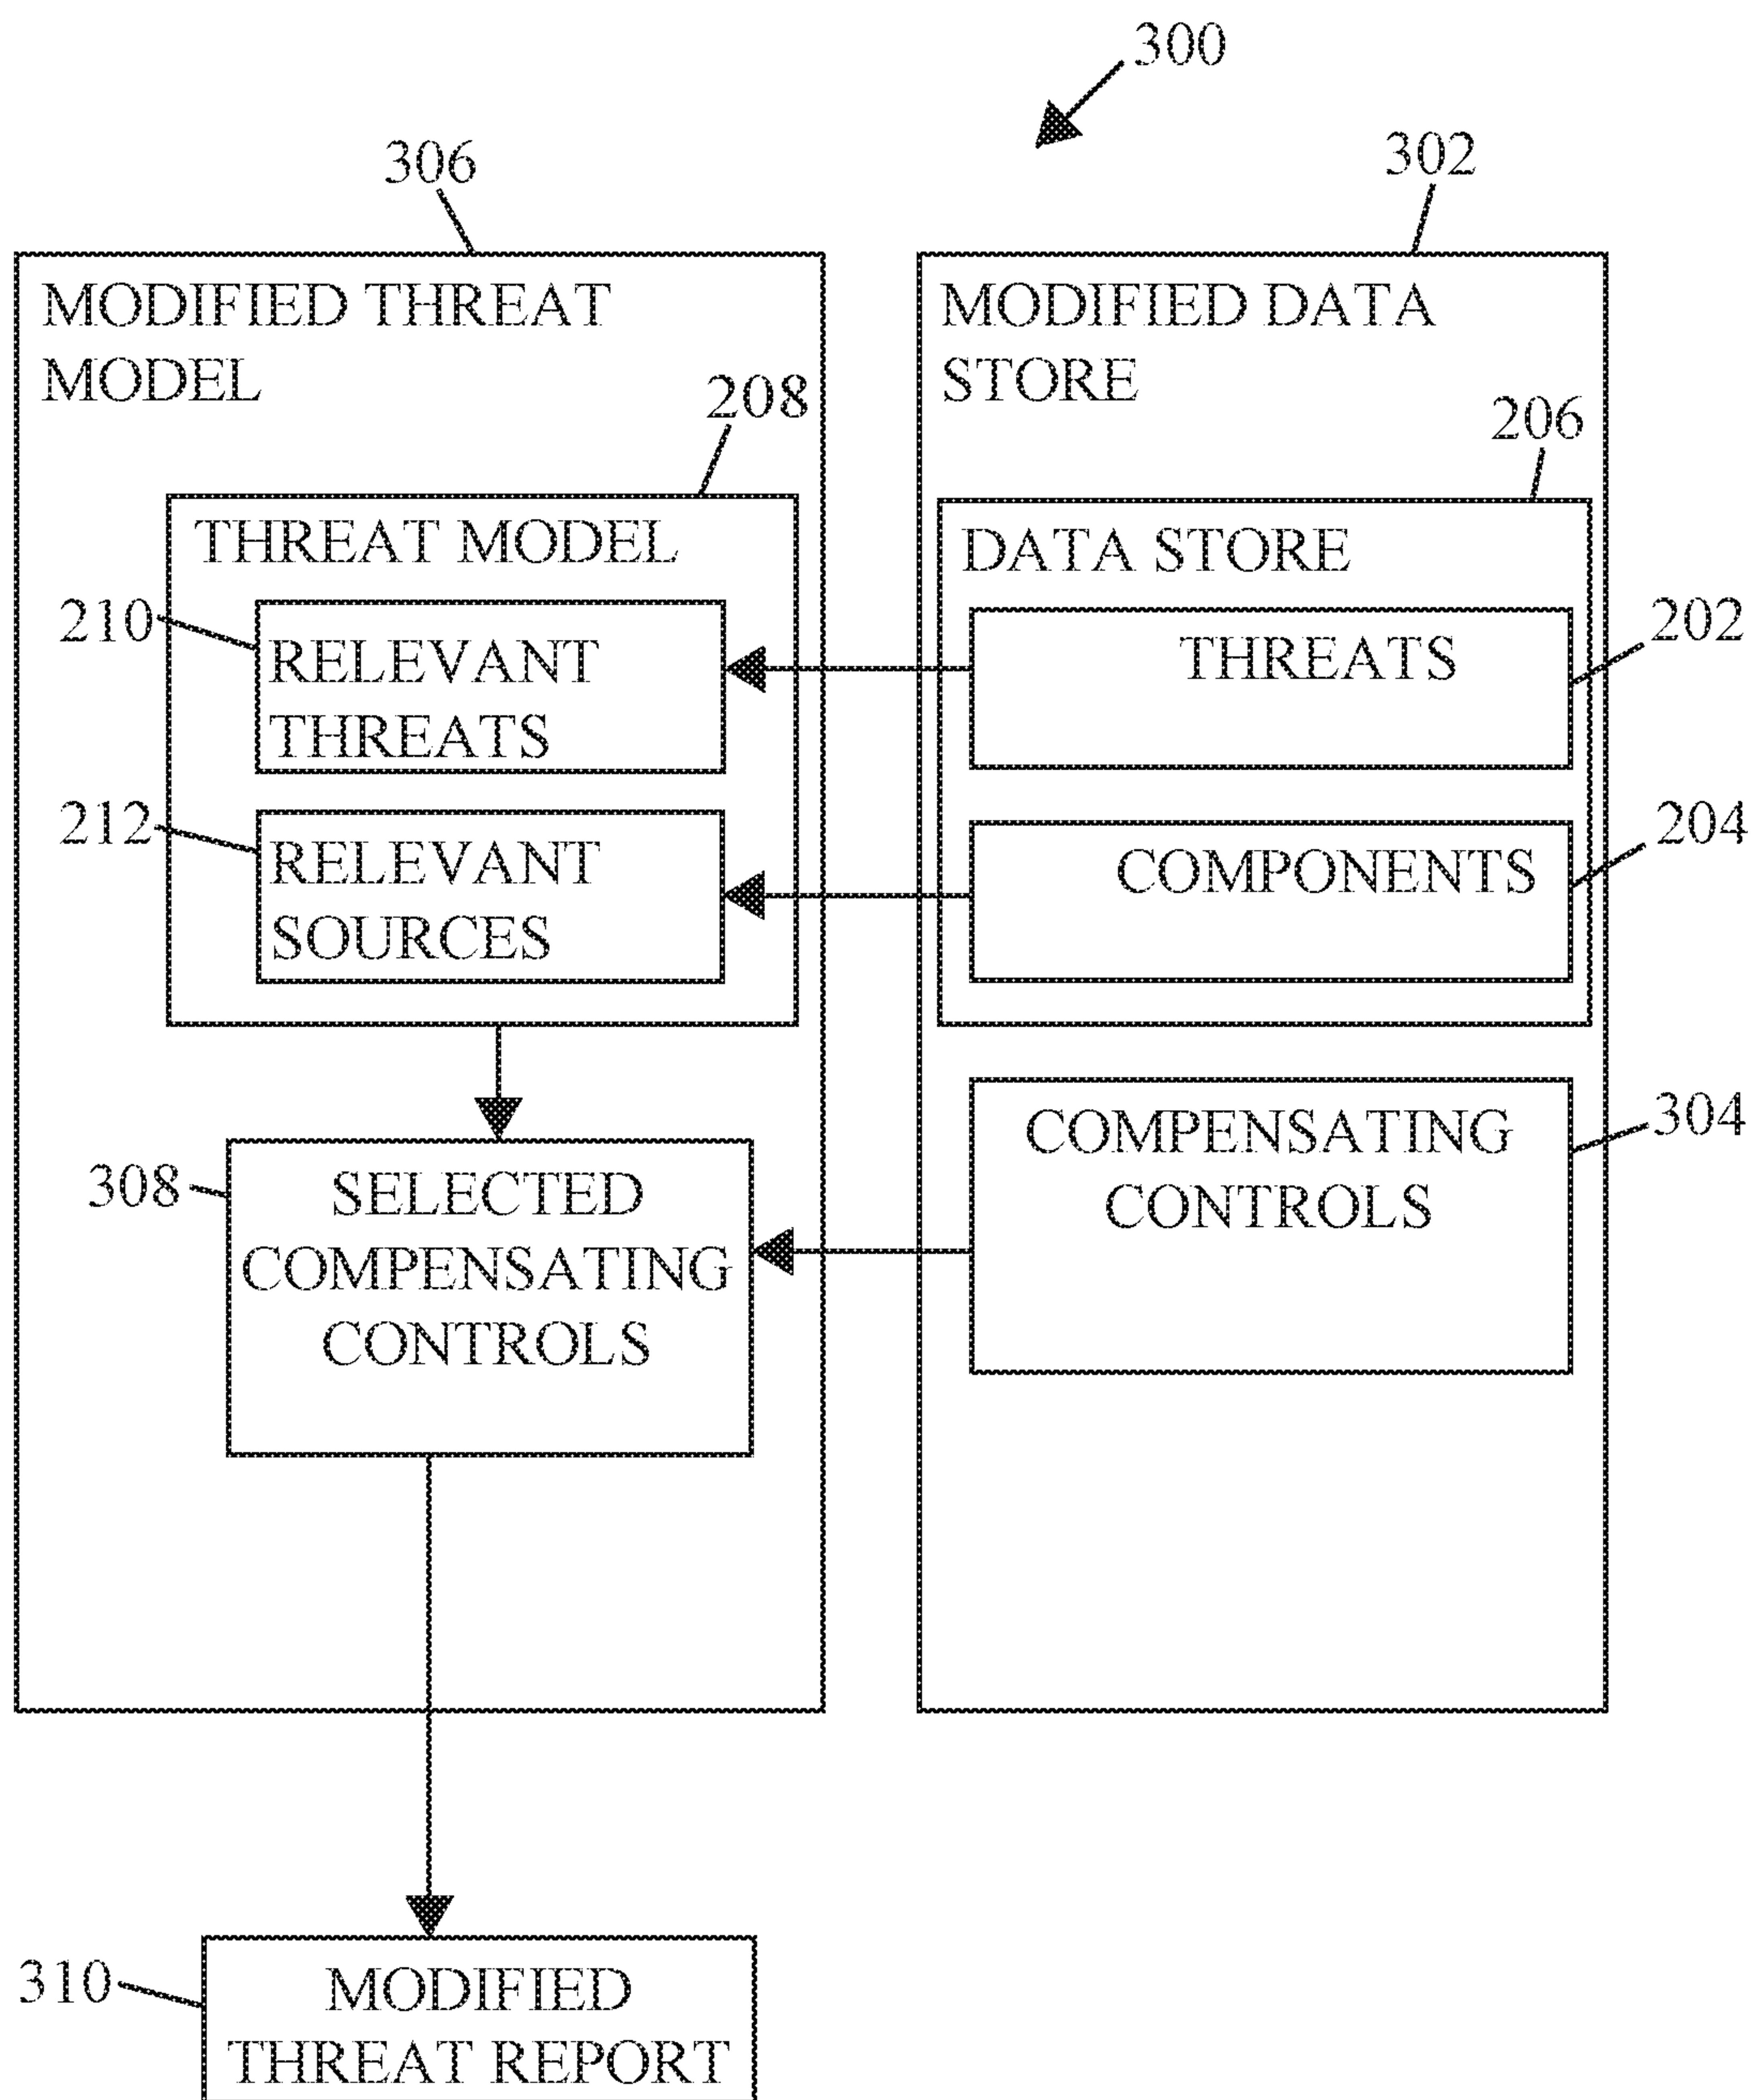 300
306
302
MODIFIED THREAT
MODEL
MODIFIED DATA
STORE
208
206
THREAT MODEL
DATA STORE
210
RELEVANT
THREATS
THREATS
202
212
RELEVANT
SOURCES
COMPONENTS
204
308
SELECTED
COMPENSATING
CONTROLS
COMPENSATING
CONTROLS
304
310
MODIFIED
THREAT REPORT